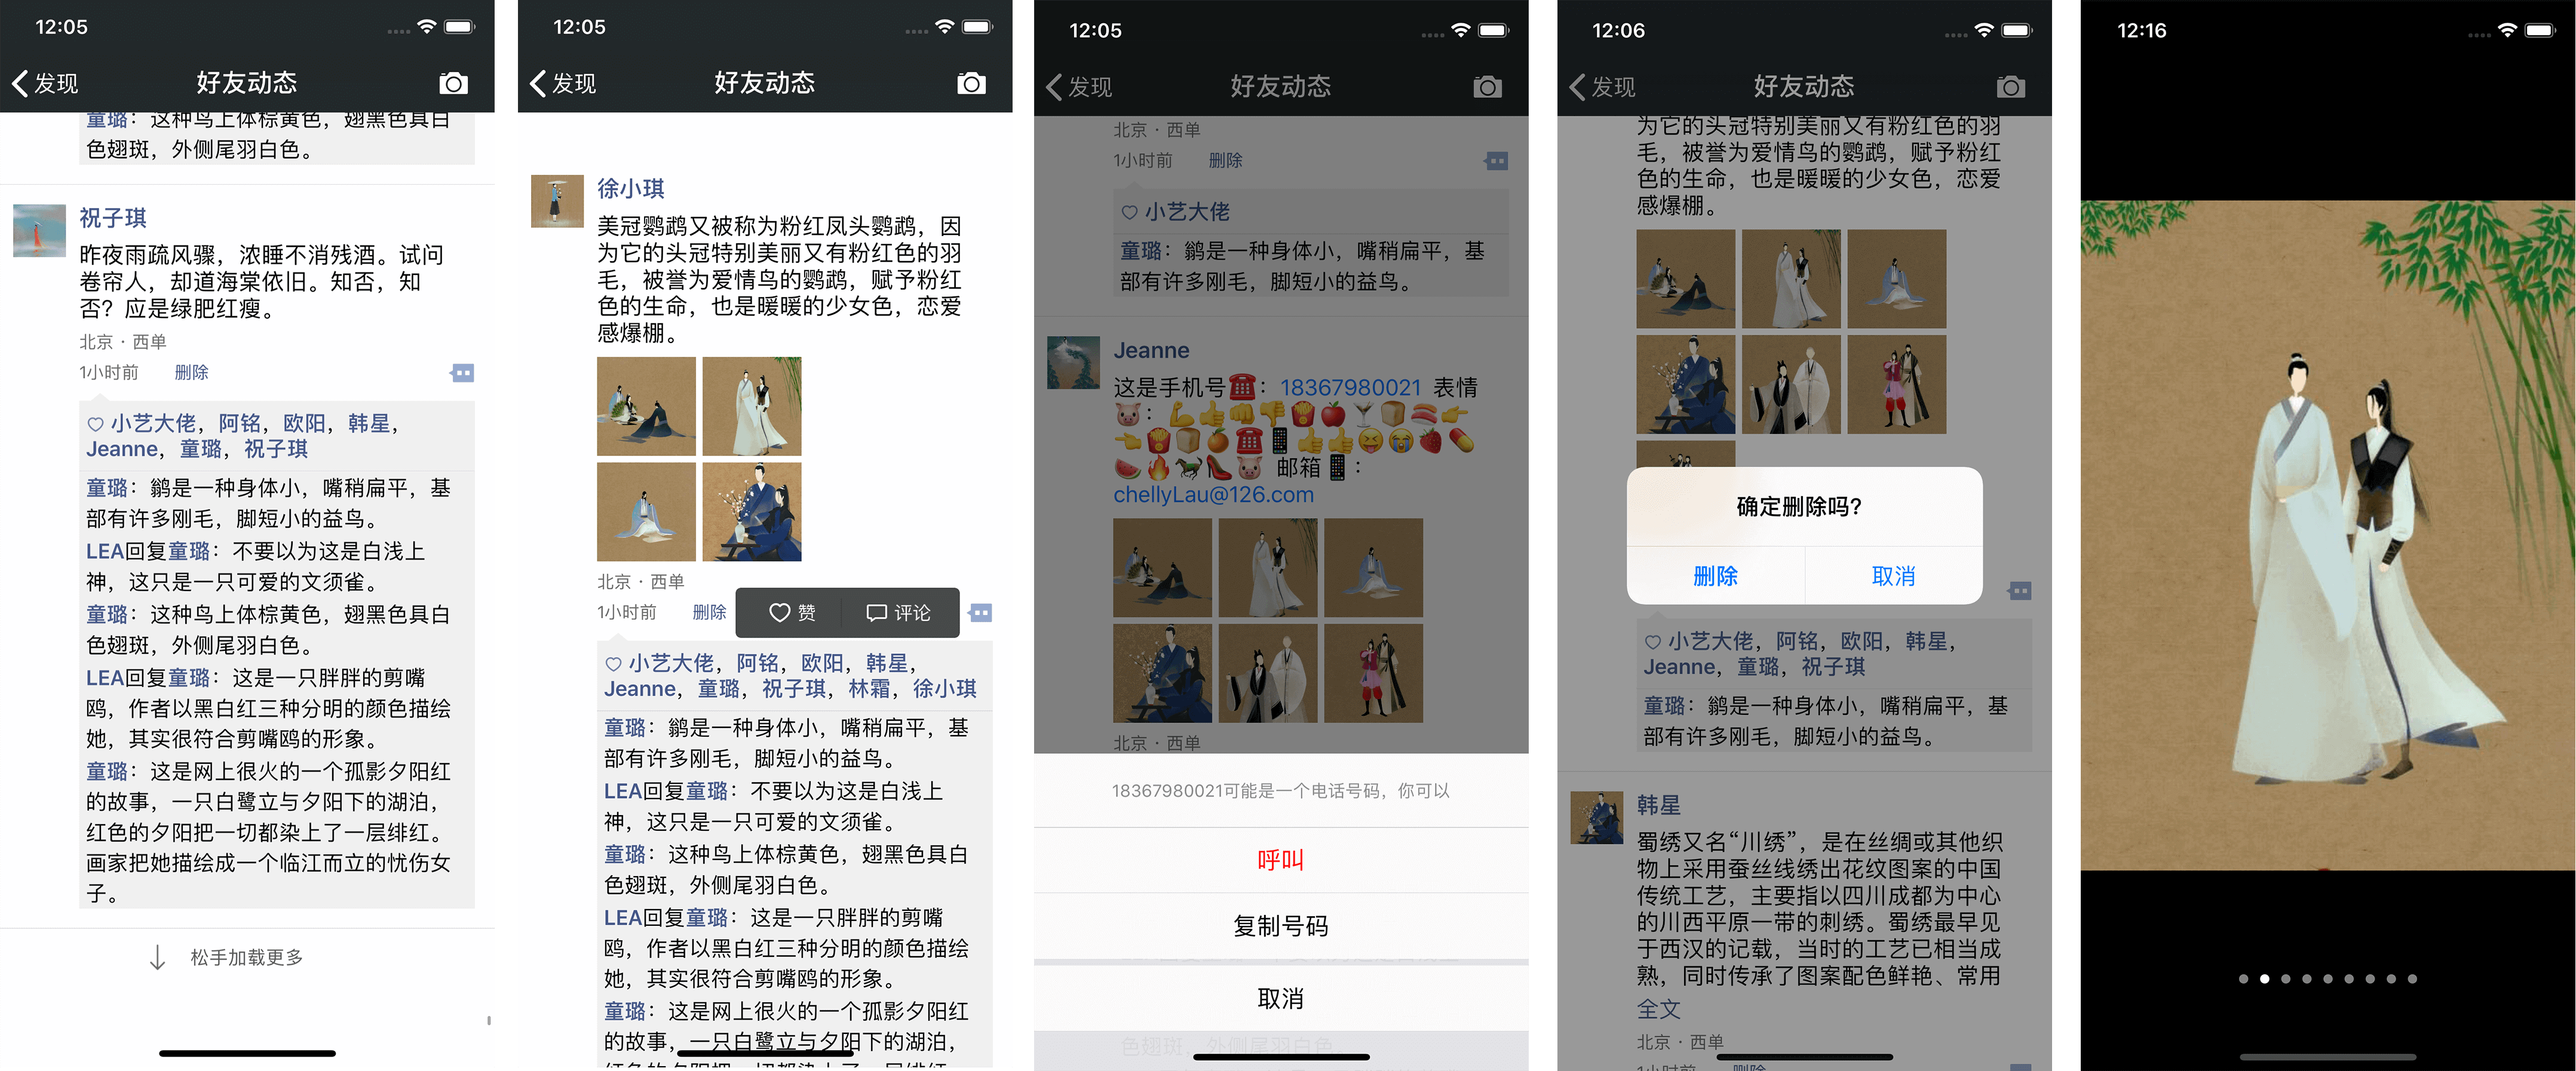 12:05
发现
好友动态
童璐：这种鸟上体棕黄色，翅黑色具白
色翅斑，外侧尾羽白色。
祝子琪
昨夜雨疏风骤，浓睡不消残酒。试问
卷帘人，却道海棠依旧。知否，知
否？应是绿肥红瘦。
北京 · 西单
1小时前 删除
小艺大佬，阿铭，欧阳，韩星，
Jeanne，童璐，祝子琪
童璐：鹟是一种身体小，嘴稍扁平，基
部有许多刚毛，脚短小的益鸟。
LEA回复童璐：不要以为这是白浅上
神，这只是一只可爱的文须雀。
童璐：这种鸟上体棕黄色，翅黑色具白
色翅斑，外侧尾羽白色。
LEA回复童璐：这是一只胖胖的剪嘴
鸥，作者以黑白红三种分明的颜色描绘
她，其实很符合剪嘴鸥的形象。
童璐：这是网上很火的一个孤影夕阳红
的故事，一只白鹭立与夕阳下的湖泊，
红色的夕阳把一切都染上了一层绯红。
画家把她描绘成一个临江而立的忧伤女
子。
松手加载更多
12:05
发现
好友动态
徐小琪
美冠鹦鹉又被称为粉红凤头鹦鹉，因
为它的头冠特别美丽又有粉红色的羽
毛，被誉为爱情鸟的鹦鹉，赋予粉红
色的生命，也是暖暖的少女色，恋爱
感爆棚。
北京 · 西单
1小时前 删除 赞 评论
小艺大佬，阿铭，欧阳，韩星，
Jeanne，童璐，祝子琪，林霜，徐小琪
童璐：鹟是一种身体小，嘴稍扁平，基
部有许多刚毛，脚短小的益鸟。
LEA回复童璐：不要以为这是白浅上
神，这只是一只可爱的文须雀。
童璐：这种鸟上体棕黄色，翅黑色具白
色翅斑，外侧尾羽白色。
LEA回复童璐：这是一只胖胖的剪嘴
鸥，作者以黑白红三种分明的颜色描绘
她，其实很符合剪嘴鸥的形象。
童璐：这是网上很火的一个孤影夕阳红
的故事，一只白鹭立与夕阳下的湖泊，
红色的夕阳把一切都染上了一层绯红。
12:05
发现
好友动态
北京 · 西单
1小时前 删除
小艺大佬
童璐：鹟是一种身体小，嘴稍扁平，基
部有许多刚毛，脚短小的益鸟。
Jeanne
这是手机号☎️：18367980021 表情
🐷：💪👍👊👎🍟🍎🍸🍞🍣👉
👈🍟🍞🍊☎️📱👍👍😝😭🍓💊
🍉🔥🐎👠🐷 邮箱📱：
chellyLau@126.com
北京 · 西单
18367980021可能是一个电话号码，你可以
呼叫
复制号码
取消
色翅斑，外侧尾羽白色
12:06
发现
好友动态
为它的头冠特别美丽又有粉红色的羽
毛，被誉为爱情鸟的鹦鹉，赋予粉红
色的生命，也是暖暖的少女色，恋爱
感爆棚。
确定删除吗？
删除 取消
小艺大佬，阿铭，欧阳，韩星，
Jeanne，童璐，祝子琪
童璐：鹟是一种身体小，嘴稍扁平，基
部有许多刚毛，脚短小的益鸟。
韩星
蜀绣又名“川绣”，是在丝绸或其他织
物上采用蚕丝线绣出花纹图案的中国
传统工艺，主要指以四川成都为中心
的川西平原一带的刺绣。蜀绣最早见
于西汉的记载，当时的工艺已相当成
熟，同时传承了图案配色鲜艳、常用
全文
北京 · 西单
1小时前 删除
12:16